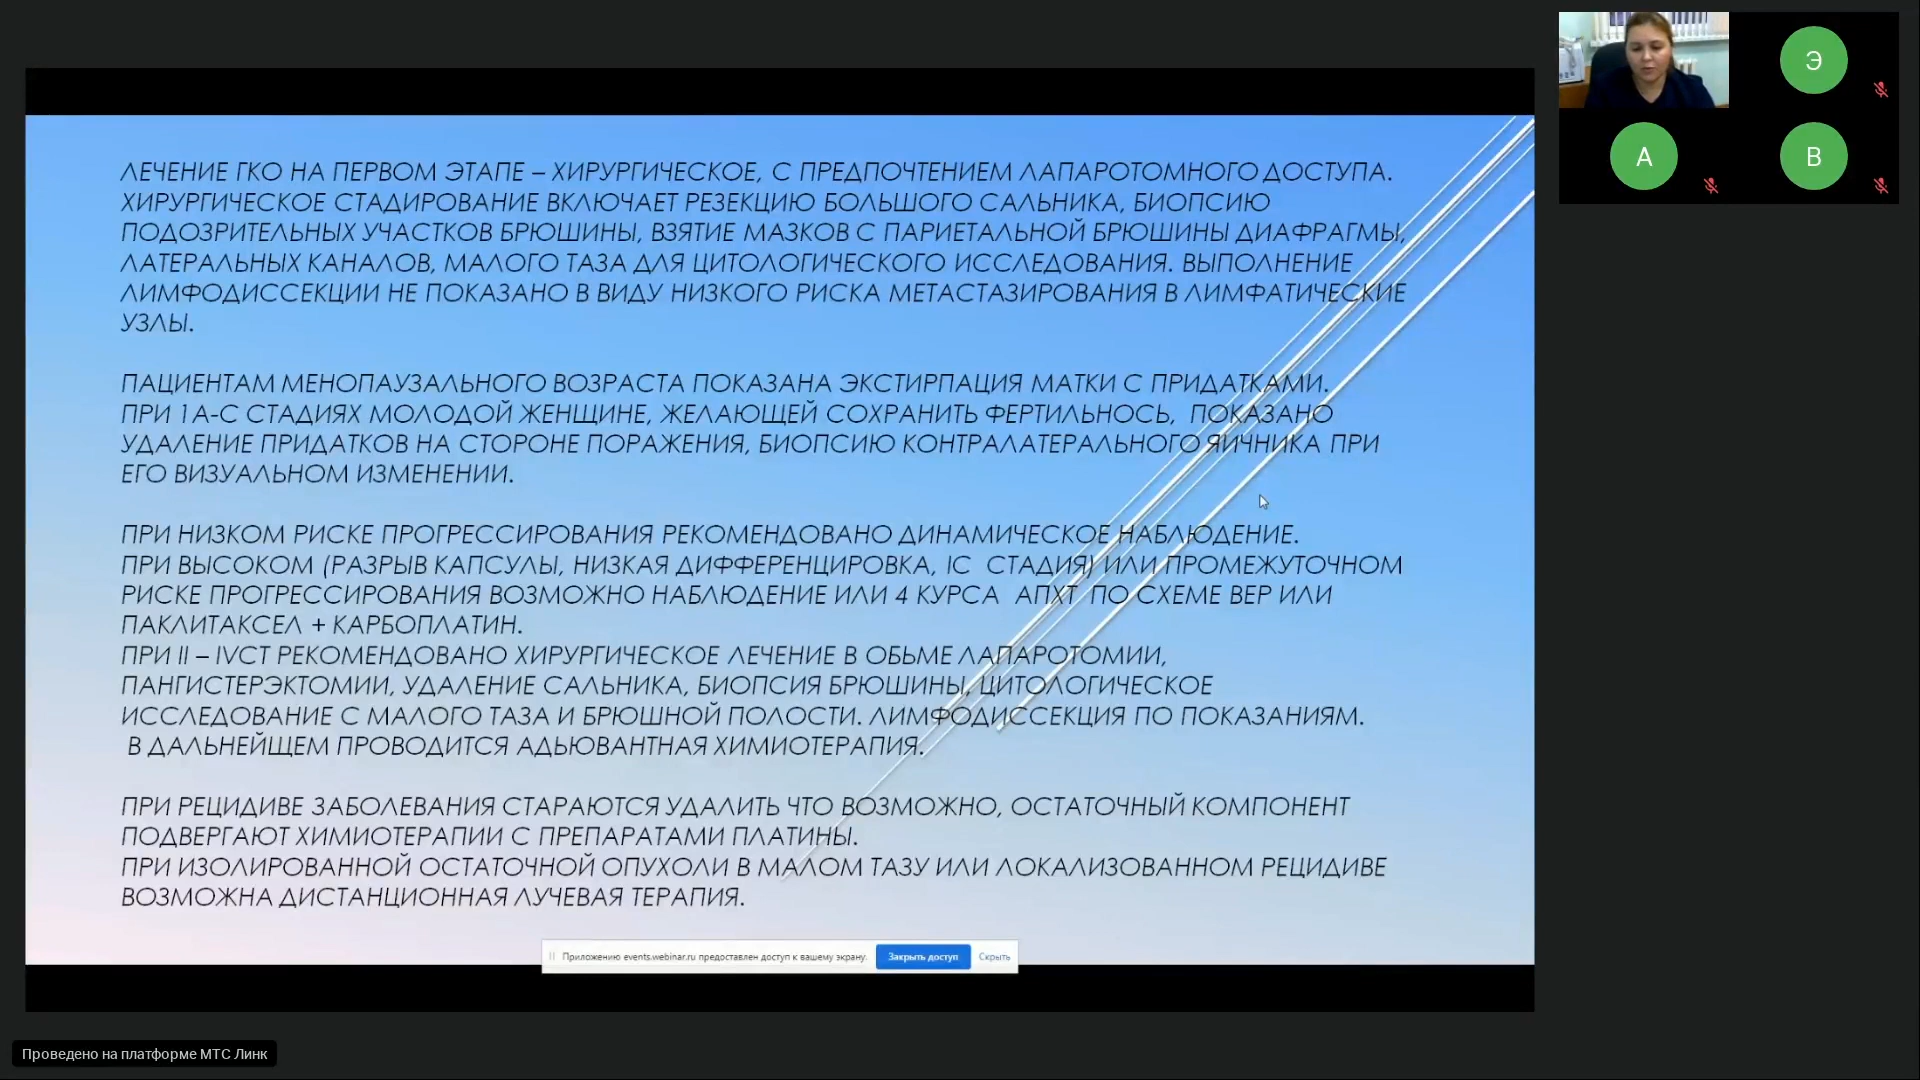 ЛЕЧЕНИЕ ГКО НА ПЕРВОМ ЭТАПЕ – ХИРУРГИЧЕСКОЕ, С ПРЕДПОЧТЕНИЕМ ЛАПАРОТОМНОГО ДОСТУПА.
ХИРУРГИЧЕСКОЕ СТАДИРОВАНИЕ ВКЛЮЧАЕТ РЕЗЕКЦИЮ БОЛЬШОГО САЛЬНИКА, БИОПСИЮ
ПОДОЗРИТЕЛЬНЫХ УЧАСТКОВ БРЮШИНЫ, ВЗЯТИЕ МАЗКОВ С ПАРИЕТАЛЬНОЙ БРЮШИНЫ ДИАФРАГМЫ,
ЛАТЕРАЛЬНЫХ КАНАЛОВ, МАЛОГО ТАЗА ДЛЯ ЦИТОЛОГИЧЕСКОГО ИССЛЕДОВАНИЯ. ВЫПОЛНЕНИЕ
ЛИМФОДИССЕКЦИИ НЕ ПОКАЗАНО В ВИДУ НИЗКОГО РИСКА МЕТАСТАЗИРОВАНИЯ В ЛИМФАТИЧЕСКИЕ
УЗЛЫ.
ПАЦИЕНТАМ МЕНОПАУЗАЛЬНОГО ВОЗРАСТА ПОКАЗАНА ЭКСТИРПАЦИЯ МАТКИ С ПРИДАТКАМИ.
ПРИ 1А-С СТАДИЯХ МОЛОДОЙ ЖЕНЩИНЕ, ЖЕЛАЮЩЕЙ СОХРАНИТЬ ФЕРТИЛЬНОСЬ, ПОКАЗАНО
УДАЛЕНИЕ ПРИДАТКОВ НА СТОРОНЕ ПОРАЖЕНИЯ, БИОПСИЮ КОНТРАЛАТЕРАЛЬНОГО ЯИЧНИКА ПРИ
ЕГО ВИЗУАЛЬНОМ ИЗМЕНЕНИИ.
ПРИ НИЗКОМ РИСКЕ ПРОГРЕССИРОВАНИЯ РЕКОМЕНДОВАНО ДИНАМИЧЕСКОЕ НАБЛЮДЕНИЕ.
ПРИ ВЫСОКОМ (РАЗРЫВ КАПСУЛЫ, НИЗКАЯ ДИФФЕРЕНЦИРОВКА, IC СТАДИЯ) ИЛИ ПРОМЕЖУТОЧНОМ
РИСКЕ ПРОГРЕССИРОВАНИЯ ВОЗМОЖНО НАБЛЮДЕНИЕ ИЛИ 4 КУРСА АПХТ ПО СХЕМЕ ВЕР ИЛИ
ПАКЛИТАКСЕЛ + КАРБОПЛАТИН.
ПРИ II – IVСТ РЕКОМЕНДОВАНО ХИРУРГИЧЕСКОЕ ЛЕЧЕНИЕ В ОБЬМЕ ЛАПАРОТОМИИ,
ПАНГИСТЕРЭКТОМИИ, УДАЛЕНИЕ САЛЬНИКА, БИОПСИЯ БРЮШИНЫ, ЦИТОЛОГИЧЕСКОЕ
ИССЛЕДОВАНИЕ С МАЛОГО ТАЗА И БРЮШНОЙ ПОЛОСТИ. ЛИМФОДИССЕКЦИЯ ПО ПОКАЗАНИЯМ.
В ДАЛЬНЕЙЩЕМ ПРОВОДИТСЯ АДЬЮВАНТНАЯ ХИМИОТЕРАПИЯ.
ПРИ РЕЦИДИВЕ ЗАБОЛЕВАНИЯ СТАРАЮТСЯ УДАЛИТЬ ЧТО ВОЗМОЖНО, ОСТАТОЧНЫЙ КОМПОНЕНТ
ПОДВЕРГАЮТ ХИМИОТЕРАПИИ С ПРЕПАРАТАМИ ПЛАТИНЫ.
ПРИ ИЗОЛИРОВАННОЙ ОСТАТОЧНОЙ ОПУХОЛИ В МАЛОМ ТАЗУ ИЛИ ЛОКАЛИЗОВАННОМ РЕЦИДИВЕ
ВОЗМОЖНА ДИСТАНЦИОННАЯ ЛУЧЕВАЯ ТЕРАПИЯ.
Приложению events.webinar.ru предоставлен доступ к вашему экрану. Закрыть доступ Скрыть
Э
А
В
Проведено на платформе МТС Линк